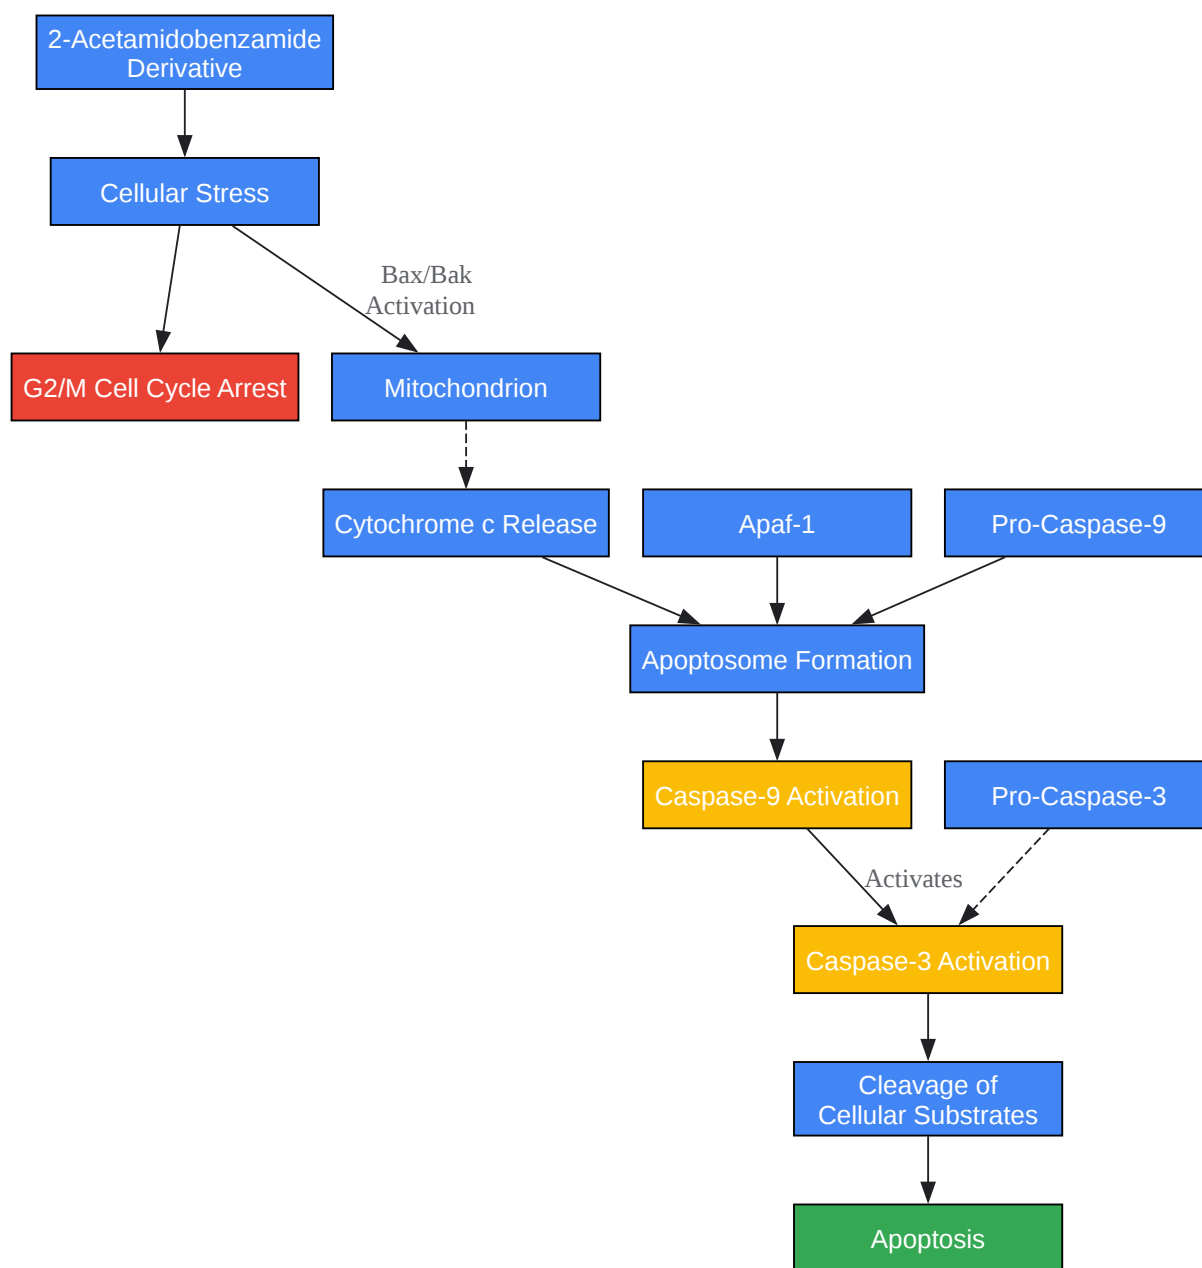 2-Acetamidobenzamide
Derivative
Cellular Stress
Bax/Bak
Activation
G2/M Cell Cycle Arrest
Mitochondrion
Cytochrome c Release
Apaf-1
Pro-Caspase-9
Apoptosome Formation
Caspase-9 Activation
Pro-Caspase-3
Activates
Caspase-3 Activation
Cleavage of
Cellular Substrates
Apoptosis